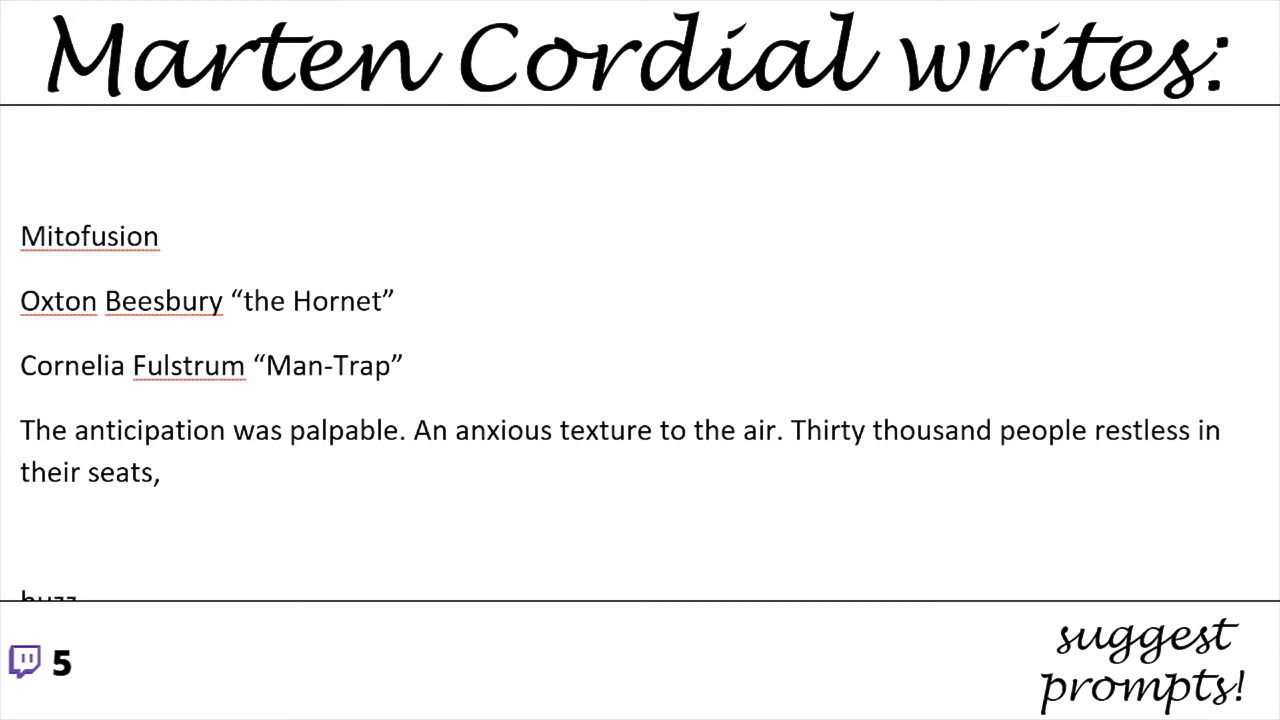 Marten Cordial writes:
Mitofusion
Oxton Beesbury “the Hornet”
Cornelia Fulstrum “Man-Trap”
The anticipation was palpable. An anxious texture to the air. Thirty thousand people restless in
their seats,
buzz
5
suggest
prompts!